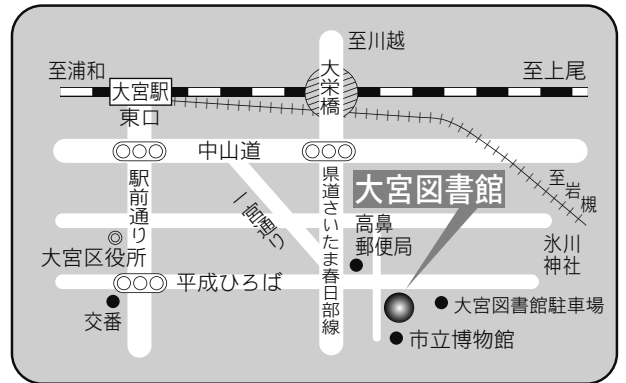 至川越
至浦和
大宮駅
東口
大栄橋
至上尾
中山道
駅前通り
一宮通り
県道さいたま春日部線
大宮図書館
至岩槻
高鼻
郵便局
氷川
神社
大宮区役所
平成ひろば
交番
大宮図書館駐車場
市立博物館